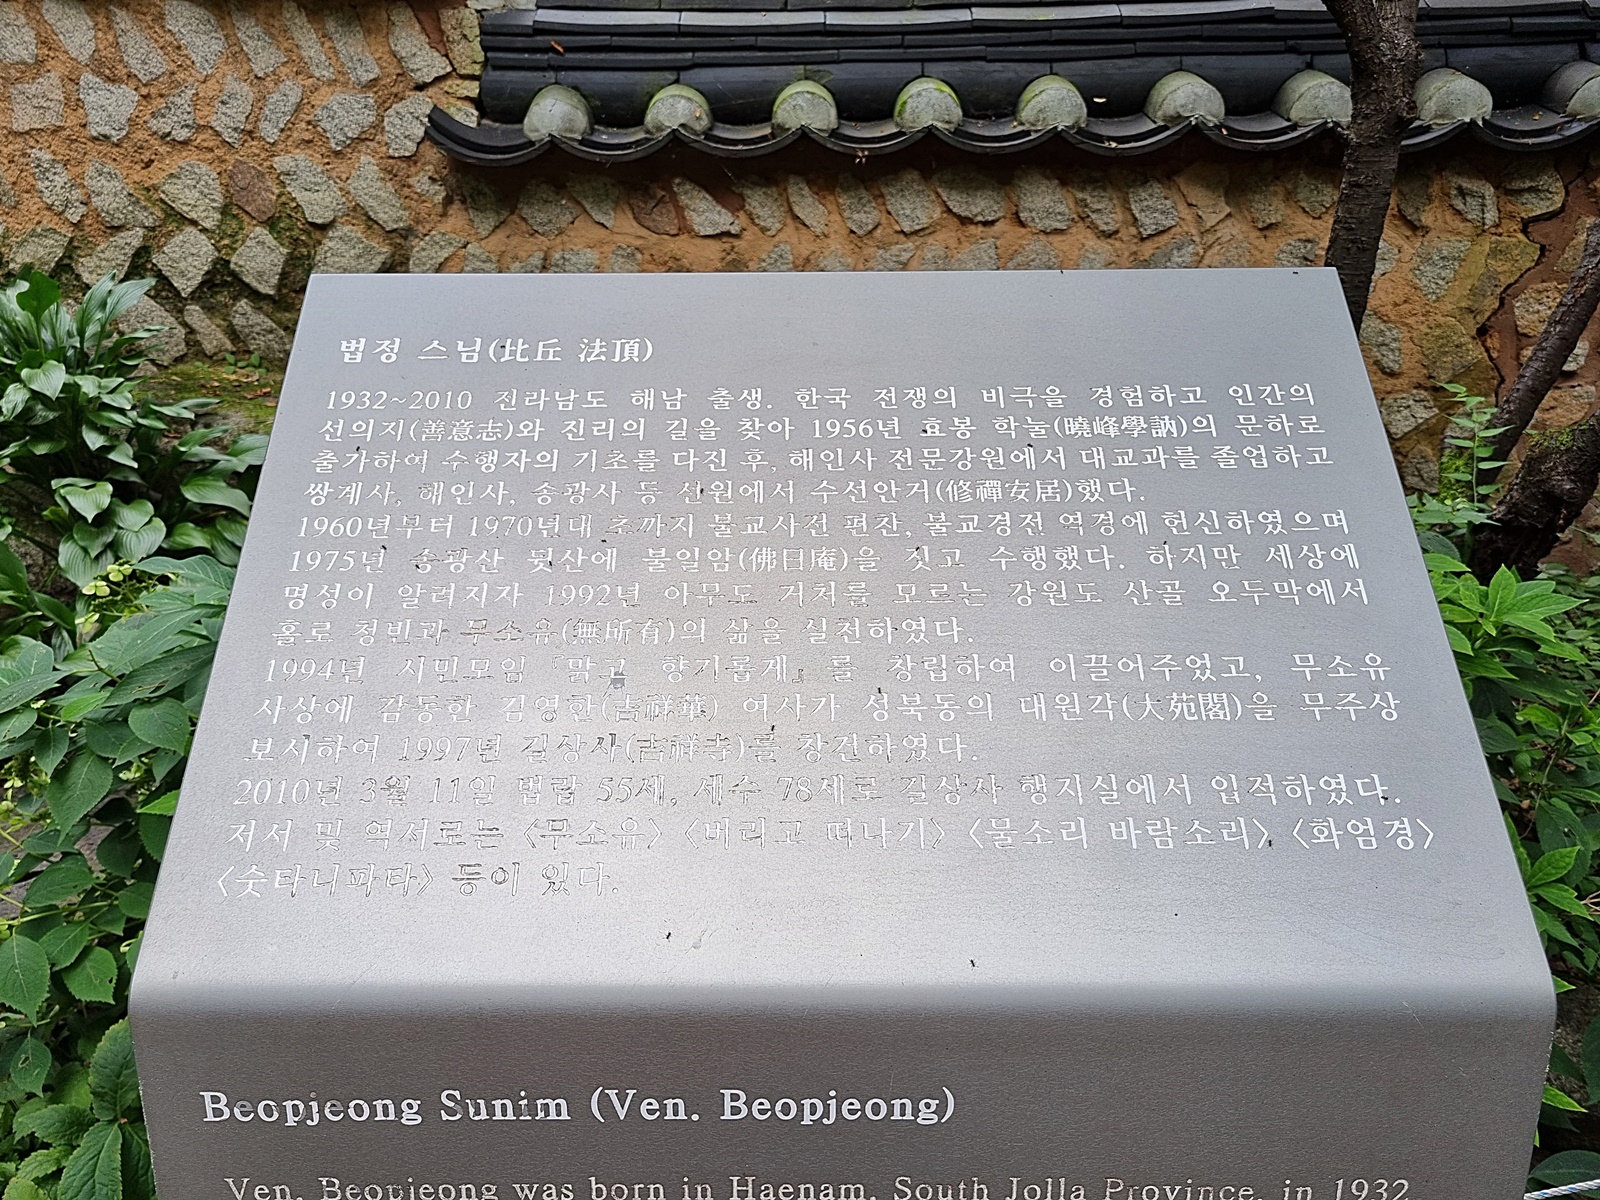 법정 스님(比丘 法頂)
1932~2010 전라남도 해남 출생. 한국 전쟁의 비극을 경험하고 인간의
선의지(善意志)와 진리의 길을 찾아 1956년 효봉 학눌(曉峰學訥)의 문하로
출가하여 수행자의 기초를 다진 후, 해인사 전문강원에서 대교과를 졸업하고
쌍계사, 해인사, 송광사 등 선원에서 수선안거(修禪安居)했다.
1960년부터 1970년대 초까지 불교사전 편찬, 불교경전 역경에 헌신하였으며
1975년 송광산 뒷산에 불일암(佛日庵)을 짓고 수행했다. 하지만 세상에
명성이 알려지자 1992년 아무도 거처를 모르는 강원도 산골 오두막에서
홀로 청빈과 무소유(無所有)의 삶을 실천하였다.
1994년 시민모임 『맑고 향기롭게』를 창립하여 이끌어주었고, 무소유
사상에 감동한 김영한(吉祥華) 여사가 성북동의 대원각(大苑閣)을 무주상
보시하여 1997년 길상사(吉祥寺)를 창건하였다.
2010년 3월 11일 법랍 55세, 세수 78세로 길상사 행지실에서 입적하였다.
저서 및 역서로는 〈무소유〉 〈버리고 떠나기〉 〈물소리 바람소리〉 〈화엄경〉
〈숫타니파타〉 등이 있다.
Beopjeong Sunim (Ven. Beopjeong)
Ven. Beopjeong was born in Haenam, South Jolla Province, in 1932.